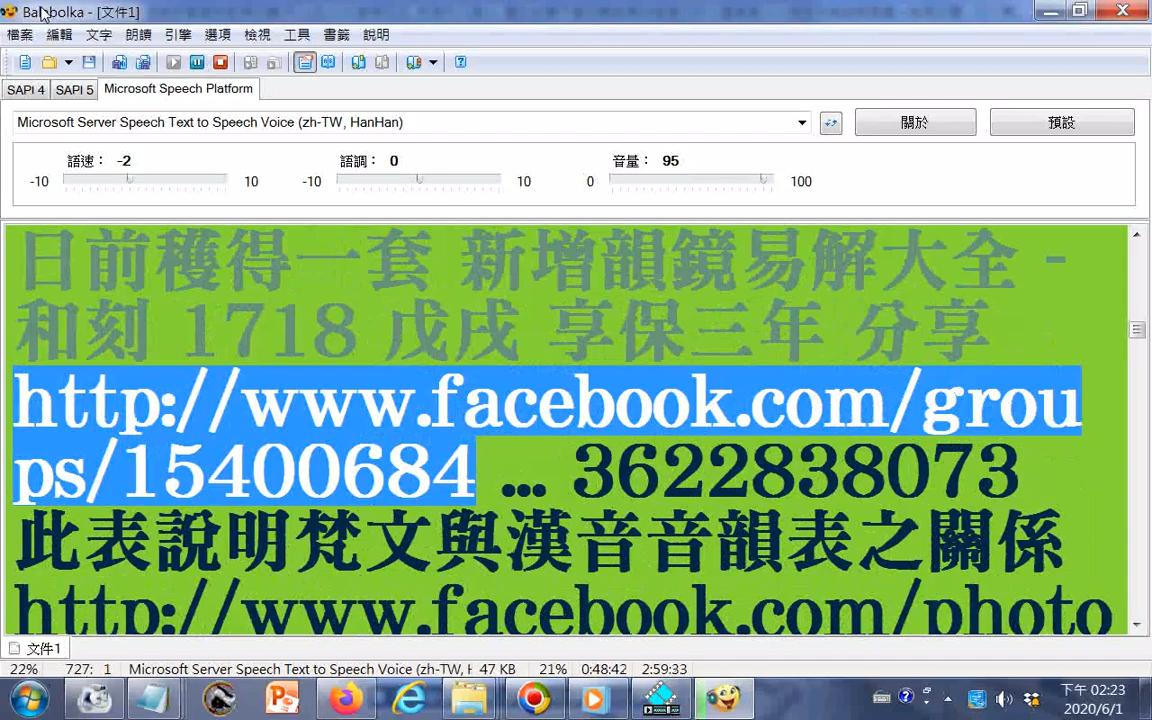 Balabolka - [文件1]
檔案 編輯 文字 朗讀 引擎 選項 檢視 工具 書籤 說明
SAPI 4 SAPI 5 Microsoft Speech Platform
Microsoft Server Speech Text to Speech Voice (zh-TW, HanHan) 關於 預設
語速： -2 語調： 0 音量： 95
-10 10 -10 10 0 100
目前獲得一套 新增韻鏡易解大全 -
和刻 1718 戊戌 享保三年 分享
http://www.facebook.com/grou
ps/15400684 ... 3622838073
此表說明梵文與漢音音韻表之關係
http://www.facebook.com/photo
文件1
22% 727: 1 Microsoft Server Speech Text to Speech Voice (zh-TW, H 47 KB 21% 0:48:42 2:59:33
下午 02:23
2020/6/1